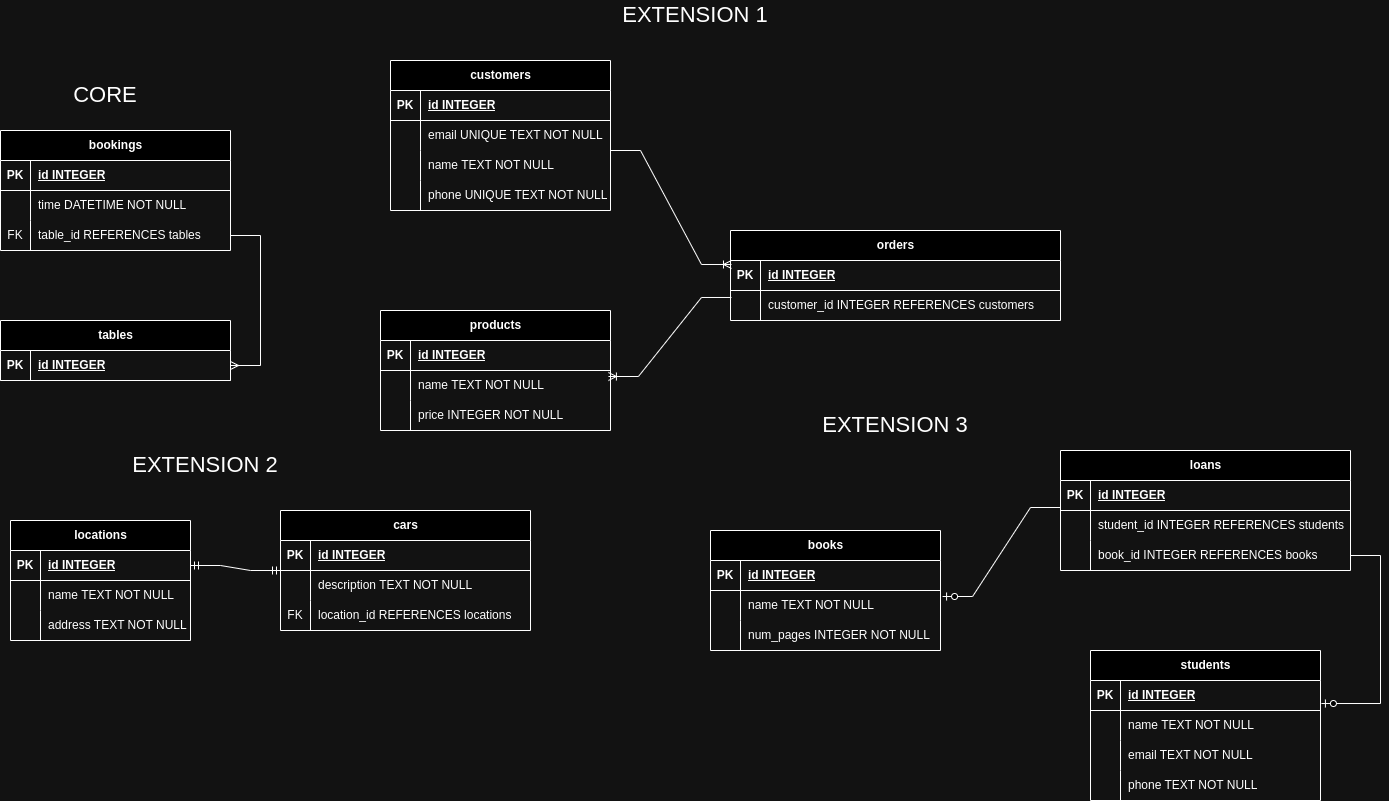 EXTENSION 1
CORE
bookings
PK id INTEGER
time DATETIME NOT NULL
FK table_id REFERENCES tables
tables
PK id INTEGER
customers
PK id INTEGER
email UNIQUE TEXT NOT NULL
name TEXT NOT NULL
phone UNIQUE TEXT NOT NULL
orders
PK id INTEGER
customer_id INTEGER REFERENCES customers
products
PK id INTEGER
name TEXT NOT NULL
price INTEGER NOT NULL
EXTENSION 2
locations
PK id INTEGER
name TEXT NOT NULL
address TEXT NOT NULL
cars
PK id INTEGER
description TEXT NOT NULL
FK location_id REFERENCES locations
EXTENSION 3
loans
PK id INTEGER
student_id INTEGER REFERENCES students
book_id INTEGER REFERENCES books
books
PK id INTEGER
name TEXT NOT NULL
num_pages INTEGER NOT NULL
students
PK id INTEGER
name TEXT NOT NULL
email TEXT NOT NULL
phone TEXT NOT NULL